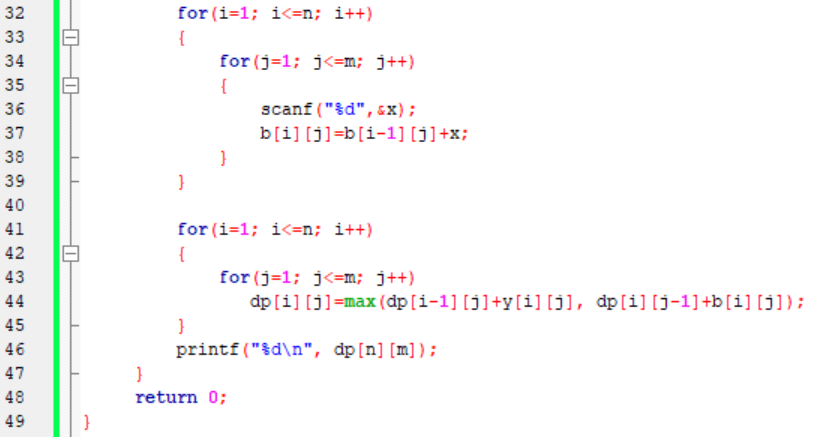 32 for(i=1; i<=n; i++)
33 {
34 for(j=1; j<=m; j++)
35 {
36 scanf("%d",&x);
37 b[i][j]=b[i-1][j]+x;
38 }
39 }
40
41 for(i=1; i<=n; i++)
42 {
43 for(j=1; j<=m; j++)
44 dp[i][j]=max(dp[i-1][j]+y[i][j], dp[i][j-1]+b[i][j]);
45 }
46 printf("%d\n", dp[n][m]);
47 }
48 return 0;
49 }